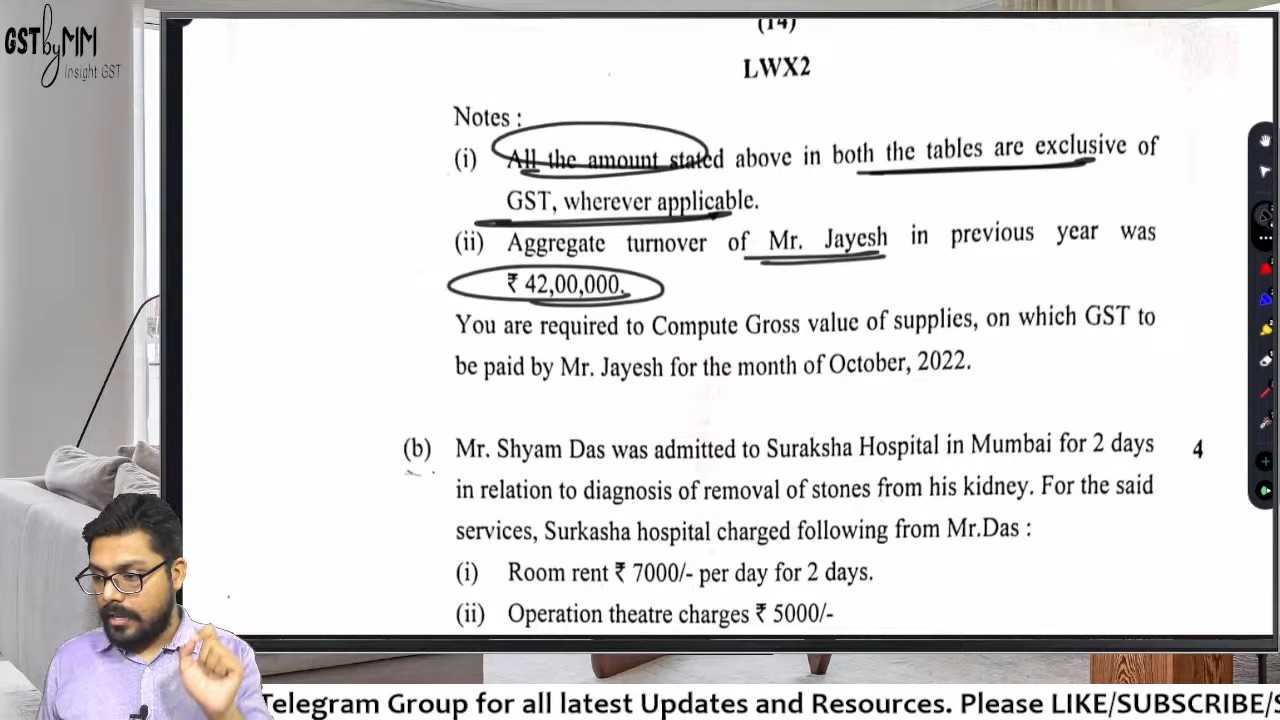 GSTbyMM
Insight GST
(14)
LWX2
Notes :
(i) All the amount stated above in both the tables are exclusive of
GST, wherever applicable.
(ii) Aggregate turnover of Mr. Jayesh in previous year was
₹ 42,00,000.
You are required to Compute Gross value of supplies, on which GST to
be paid by Mr. Jayesh for the month of October, 2022.
(b) Mr. Shyam Das was admitted to Suraksha Hospital in Mumbai for 2 days 4
in relation to diagnosis of removal of stones from his kidney. For the said
services, Surkasha hospital charged following from Mr.Das :
(i) Room rent ₹ 7000/- per day for 2 days.
(ii) Operation theatre charges ₹ 5000/-
Telegram Group for all latest Updates and Resources. Please LIKE/SUBSCRIBE/S